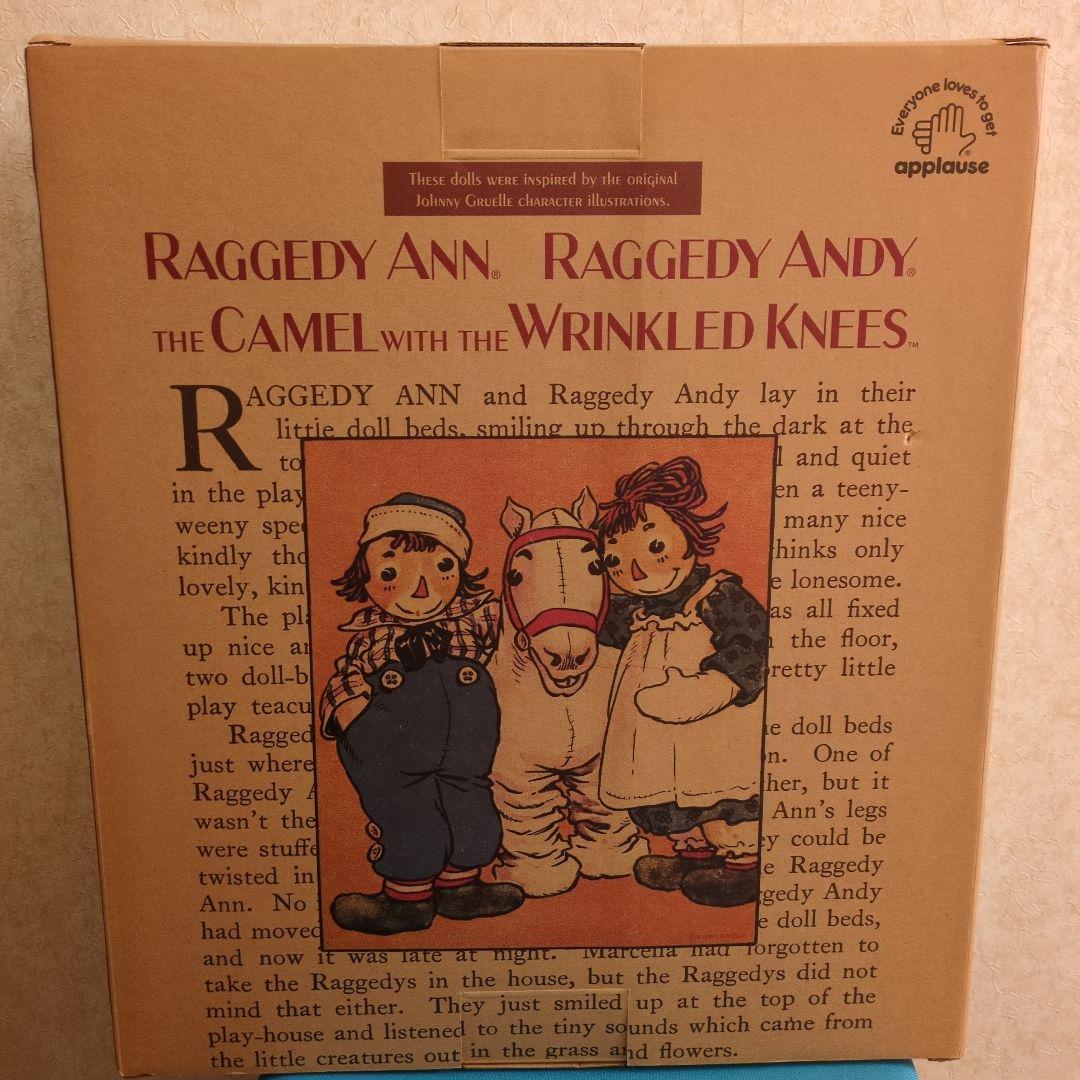 Everyone loves to get
applause
These dolls were inspired by the original
Johnny Gruelle character illustrations.
RAGGEDY ANN® RAGGEDY ANDY®
THE CAMEL WITH THE WRINKLED KNEES™
RAGGEDY ANN and Raggedy Andy lay in their
little doll beds, smiling up through the dark at the
to and quiet
in the play en a teeny-
weeny many nice
kindly hinks only
lovely, kin lonesome.
The pla as all fixed
up nice the floor,
two doll-b retty little
play teacu
Ragged doll beds
just where on. One of
Raggedy her, but it
wasn't the Ann's legs
were stuffe ey could be
twisted in Raggedy
Ann. No gedy Andy
had moved doll beds,
and now it was late at night. Marcella had forgotten to
take the Raggedys in the house, but the Raggedys did not
mind that either. They just smiled up at the top of the
play-house and listened to the tiny sounds which came from
the little creatures out in the grass and flowers.